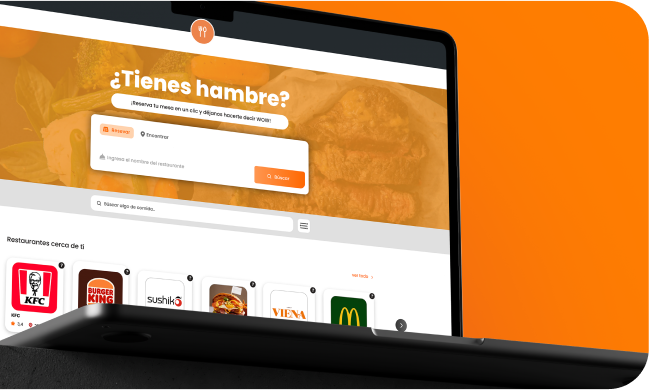 ¿Tienes hambre?
¡Reserva tu mesa en un clic y déjanos hacerte decir WOW!
Reservar
Encontrar
Ingresa el nombre del restaurante
Buscar
Buscar algo de comida..
Restaurantes cerca de ti
ver todo >
KFC
BURGER KING
sushikō
VIENA
KFC
3,4